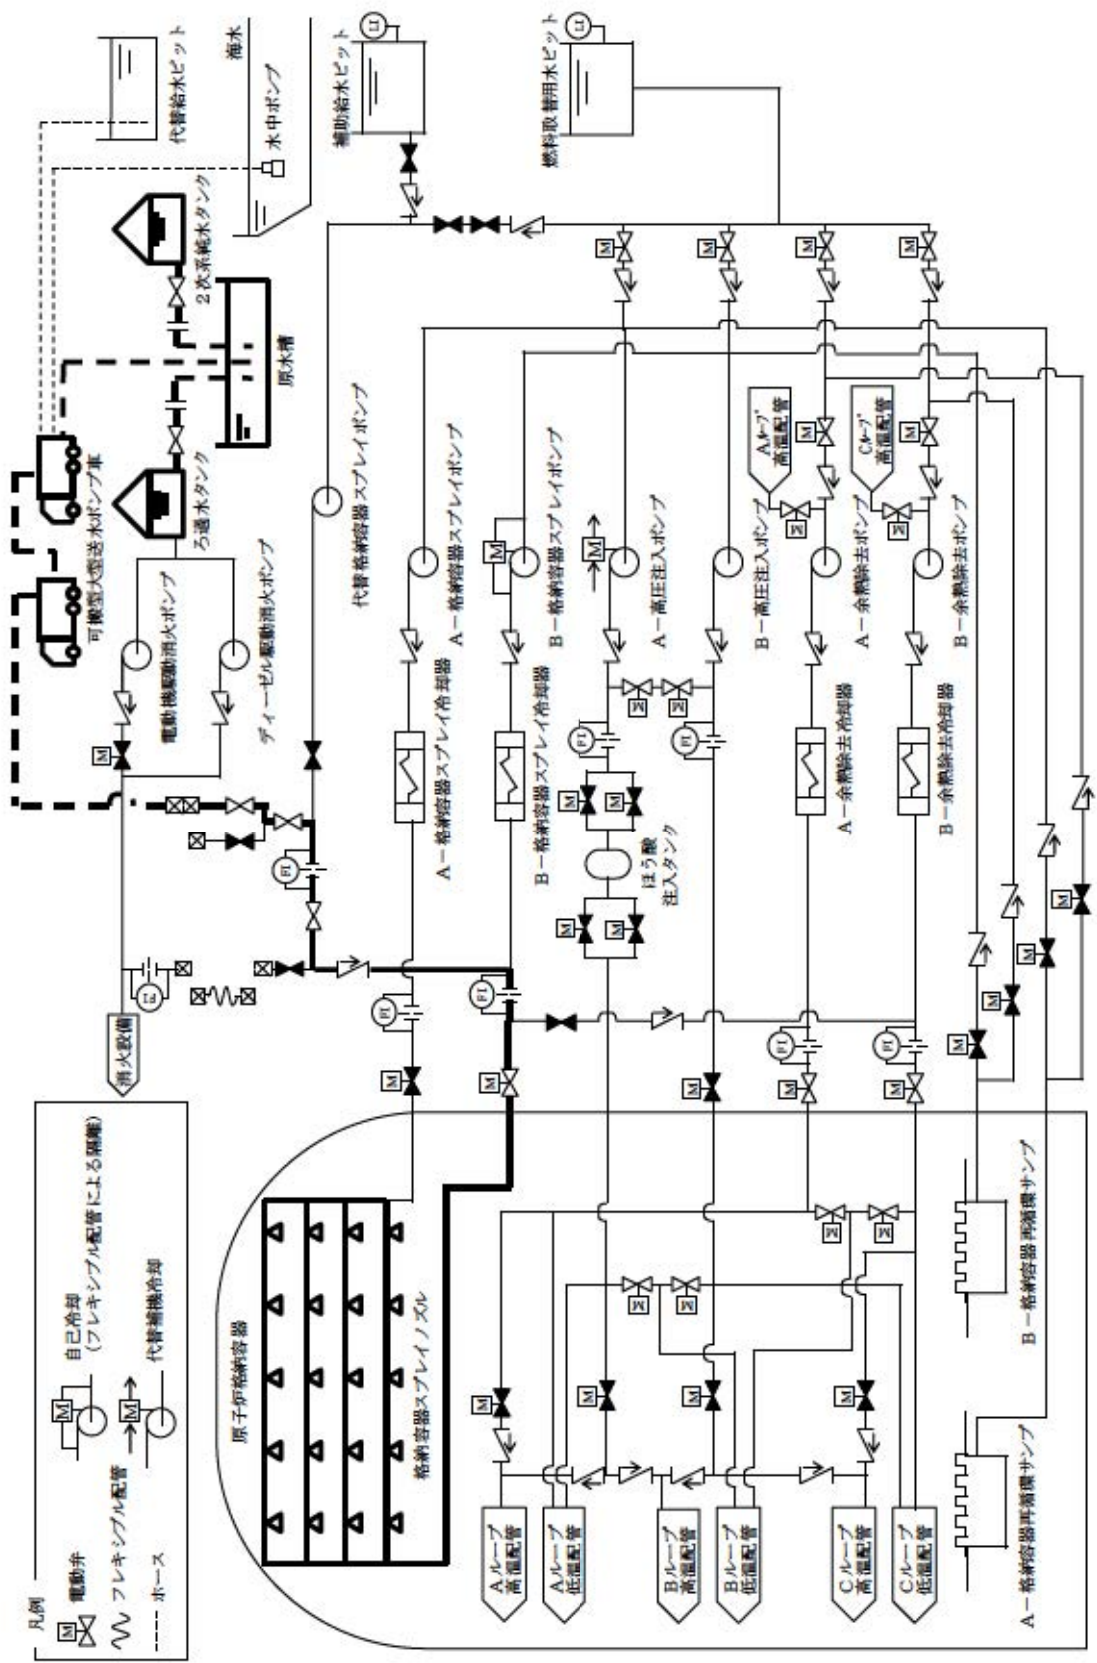 凡例
M
電動弁
フレキシブル配管
ホース
M
自己冷却
(フレキシブル配管による隔離)
M
代替補機冷却
消火設備
FI
M
電動機駆動消火ポンプ
ディーゼル駆動消火ポンプ
可搬型大型送水ポンプ車
ろ過水タンク
2次系純水タンク
原水槽
代替給水ピット
海水
水中ポンプ
補助給水ピット
LI
燃料取替用水ピット
LI
FI
代替格納容器スプレイポンプ
原子炉格納容器
格納容器スプレイノズル
M
FI
A-格納容器スプレイ冷却器
A-格納容器スプレイポンプ
M
FI
B-格納容器スプレイ冷却器
M
B-格納容器スプレイポンプ
M
M
ほう酸
注入タンク
M
M
FI
M
A-高圧注入ポンプ
M
M
M
FI
M
M
B-高圧注入ポンプ
M
M
FI
A-余熱除去冷却器
A-余熱除去ポンプ
M
Aループ
高温配管
M
M
M
FI
B-余熱除去冷却器
B-余熱除去ポンプ
M
Cループ
高温配管
M
M
M
M
M
M
M
M
M
M
M
M
M
M
Aループ
高温配管
Aループ
低温配管
Bループ
高温配管
Bループ
低温配管
Cループ
高温配管
Cループ
低温配管
A-格納容器再循環サンプ
B-格納容器再循環サンプ